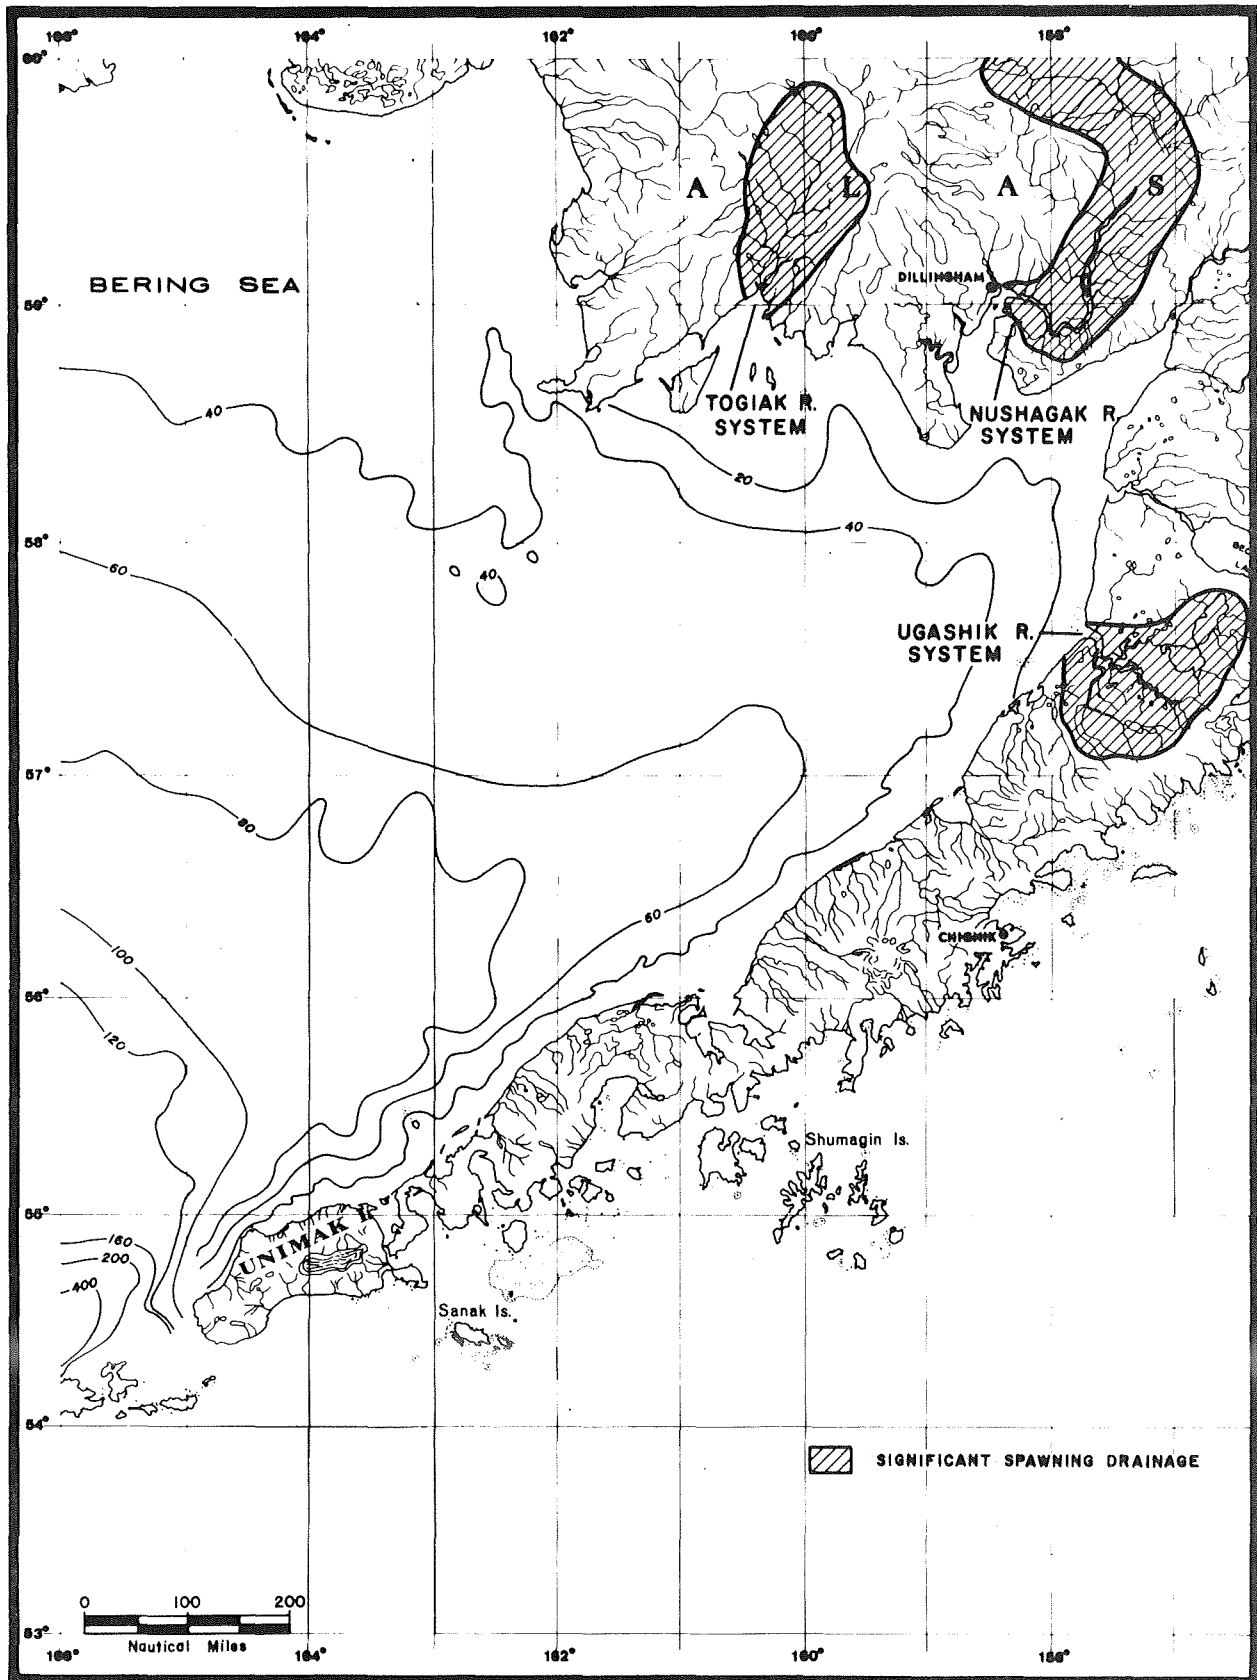 166° 164° 162° 160° 158°
60°
A L A S
BERING SEA
DILLINGHAM
59°
TOGIAK R.
SYSTEM
NUSHAGAK R.
SYSTEM
40
20
40
58°
60
40
UGASHIK R.
SYSTEM
57°
80
60
100
CHIGNIK
56°
120
Shumagin Is.
55°
UNIMAK I.
160
200
400
Sanak Is.
54°
SIGNIFICANT SPAWNING DRAINAGE
0 100 200
Nautical Miles
53°
166° 164° 162° 160° 158°